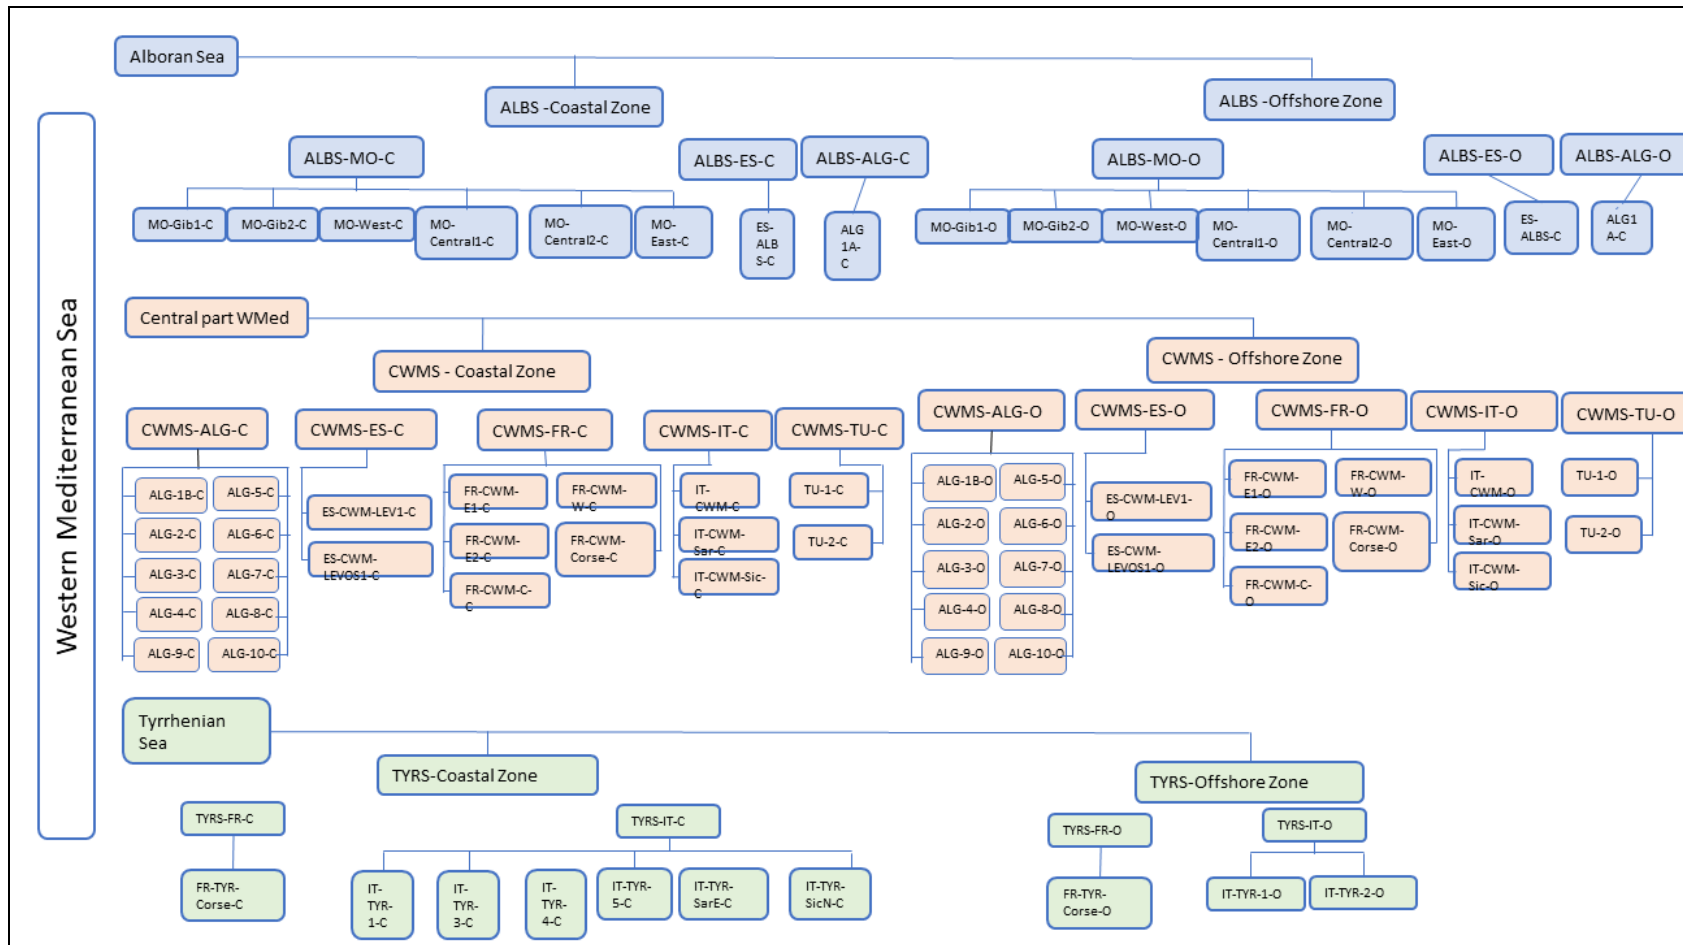 Western Mediterranean Sea
Alboran Sea
ALBS -Coastal Zone
ALBS -Offshore Zone
ALBS-MO-C
ALBS-ES-C
ALBS-ALG-C
ALBS-MO-O
ALBS-ES-O
ALBS-ALG-O
MO-Gib1-C
MO-Gib2-C
MO-West-C
MO-
Central1-C
MO-
Central2-C
MO-
East-C
ES-
ALB
S-C
ALG
1A-
C
MO-Gib1-O
MO-Gib2-O
MO-West-O
MO-
Central1-O
MO-
Central2-O
MO-
East-O
ES-
ALBS-C
ALG1
A-C
Central part WMed
CWMS - Coastal Zone
CWMS - Offshore Zone
CWMS-ALG-C
CWMS-ES-C
CWMS-FR-C
CWMS-IT-C
CWMS-TU-C
CWMS-ALG-O
CWMS-ES-O
CWMS-FR-O
CWMS-IT-O
CWMS-TU-O
ALG-1B-C
ALG-5-C
ALG-2-C
ALG-6-C
ALG-3-C
ALG-7-C
ALG-4-C
ALG-8-C
ALG-9-C
ALG-10-C
ES-CWM-LEV1-C
ES-CWM-
LEVOS1-C
FR-CWM-
E1-C
FR-CWM-
W-C
FR-CWM-
E2-C
FR-CWM-
Corse-C
FR-CWM-C-
C
IT-
CWM-C
IT-CWM-
Sar-C
IT-CWM-Sic-
C
TU-1-C
TU-2-C
ALG-1B-O
ALG-5-O
ALG-2-O
ALG-6-O
ALG-3-O
ALG-7-O
ALG-4-O
ALG-8-O
ALG-9-O
ALG-10-O
ES-CWM-LEV1-
O
ES-CWM-
LEVOS1-O
FR-CWM-
E1-O
FR-CWM-
W-O
FR-CWM-
E2-O
FR-CWM-
Corse-O
FR-CWM-C-
O
IT-
CWM-O
IT-CWM-
Sar-O
IT-CWM-
Sic-O
TU-1-O
TU-2-O
Tyrrhenian
Sea
TYRS-Coastal Zone
TYRS-Offshore Zone
TYRS-FR-C
TYRS-IT-C
TYRS-FR-O
TYRS-IT-O
FR-TYR-
Corse-C
IT-
TYR-
1-C
IT-
TYR-
3-C
IT-
TYR-
4-C
IT-TYR-
5-C
IT-TYR-
SarE-C
IT-TYR-
SicN-C
FR-TYR-
Corse-O
IT-TYR-1-O
IT-TYR-2-O